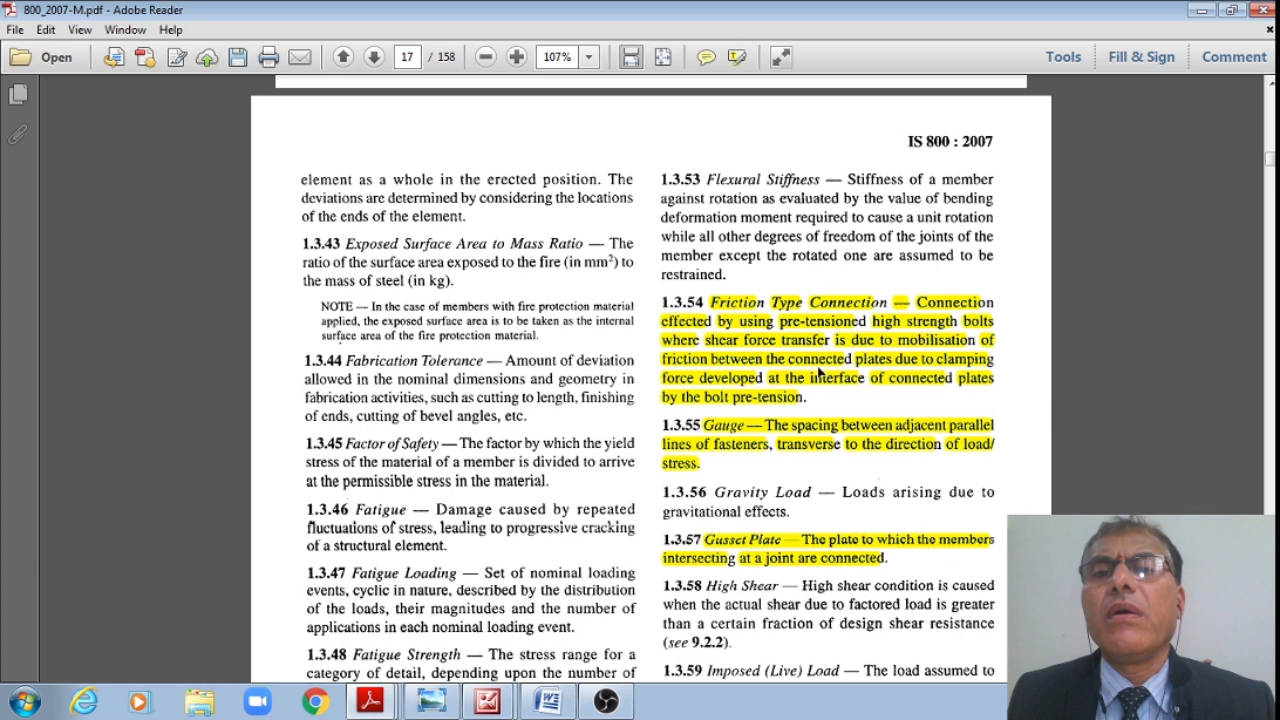 800_2007-M.pdf - Adobe Reader
File Edit View Window Help
Open
17 / 158
107%
Tools Fill & Sign Comment
IS 800 : 2007
element as a whole in the erected position. The
deviations are determined by considering the locations
of the ends of the element.
1.3.43 Exposed Surface Area to Mass Ratio — The
ratio of the surface area exposed to the fire (in mm²) to
the mass of steel (in kg).
NOTE — In the case of members with fire protection material
applied, the exposed surface area is to be taken as the internal
surface area of the fire protection material.
1.3.44 Fabrication Tolerance — Amount of deviation
allowed in the nominal dimensions and geometry in
fabrication activities, such as cutting to length, finishing
of ends, cutting of bevel angles, etc.
1.3.45 Factor of Safety — The factor by which the yield
stress of the material of a member is divided to arrive
at the permissible stress in the material.
1.3.46 Fatigue — Damage caused by repeated
fluctuations of stress, leading to progressive cracking
of a structural element.
1.3.47 Fatigue Loading — Set of nominal loading
events, cyclic in nature, described by the distribution
of the loads, their magnitudes and the number of
applications in each nominal loading event.
1.3.48 Fatigue Strength — The stress range for a
category of detail, depending upon the number of
1.3.53 Flexural Stiffness — Stiffness of a member
against rotation as evaluated by the value of bending
deformation moment required to cause a unit rotation
while all other degrees of freedom of the joints of the
member except the rotated one are assumed to be
restrained.
1.3.54 Friction Type Connection — Connection
effected by using pre-tensioned high strength bolts
where shear force transfer is due to mobilisation of
friction between the connected plates due to clamping
force developed at the interface of connected plates
by the bolt pre-tension.
1.3.55 Gauge — The spacing between adjacent parallel
lines of fasteners, transverse to the direction of load/
stress.
1.3.56 Gravity Load — Loads arising due to
gravitational effects.
1.3.57 Gusset Plate — The plate to which the members
intersecting at a joint are connected.
1.3.58 High Shear — High shear condition is caused
when the actual shear due to factored load is greater
than a certain fraction of design shear resistance
(see 9.2.2).
1.3.59 Imposed (Live) Load — The load assumed to